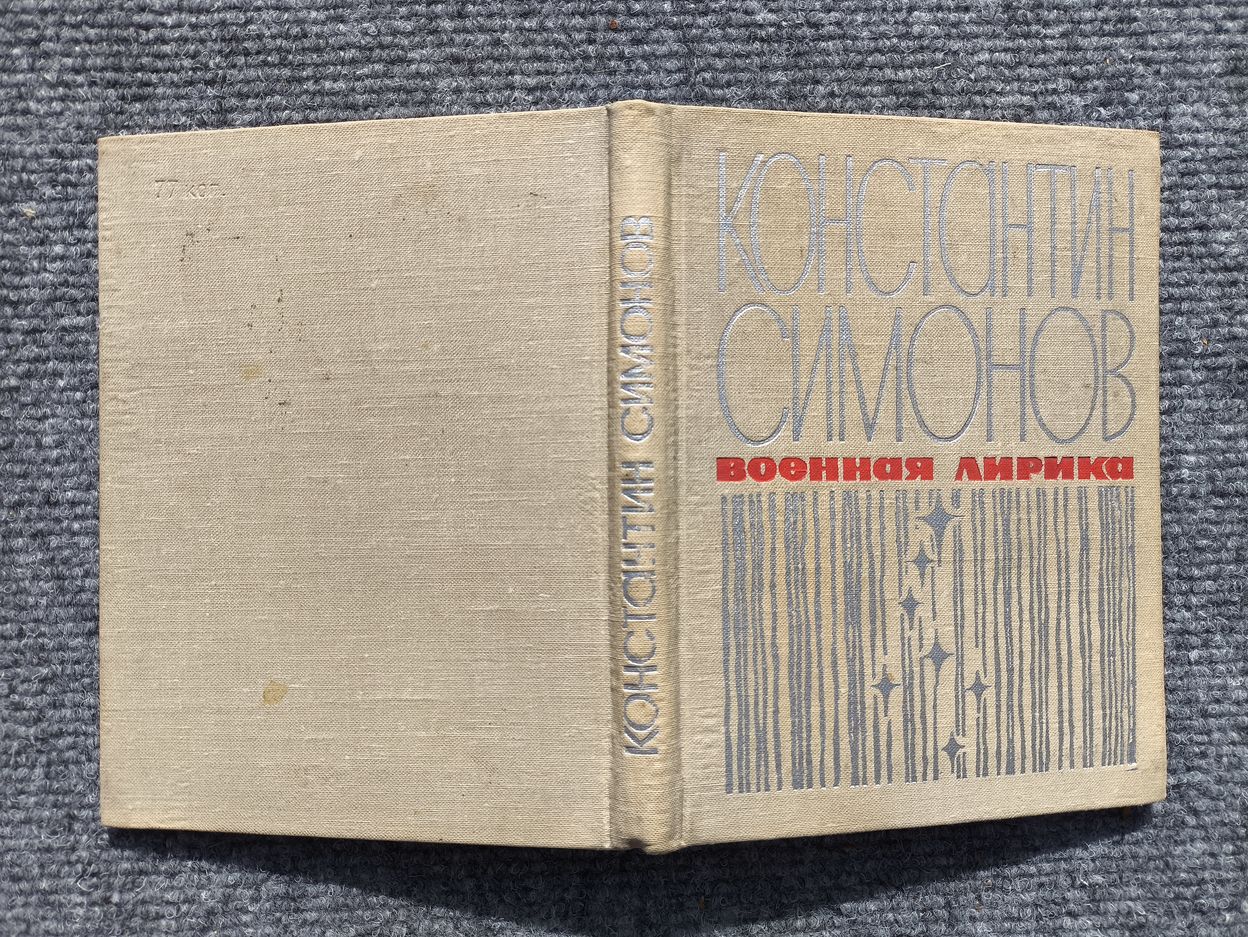 77 коп.
КОНСТАНТИН СИМОНОВ
КОНСТАНТИН
СИМОНОВ
ВОЕННАЯ ЛИРИКА